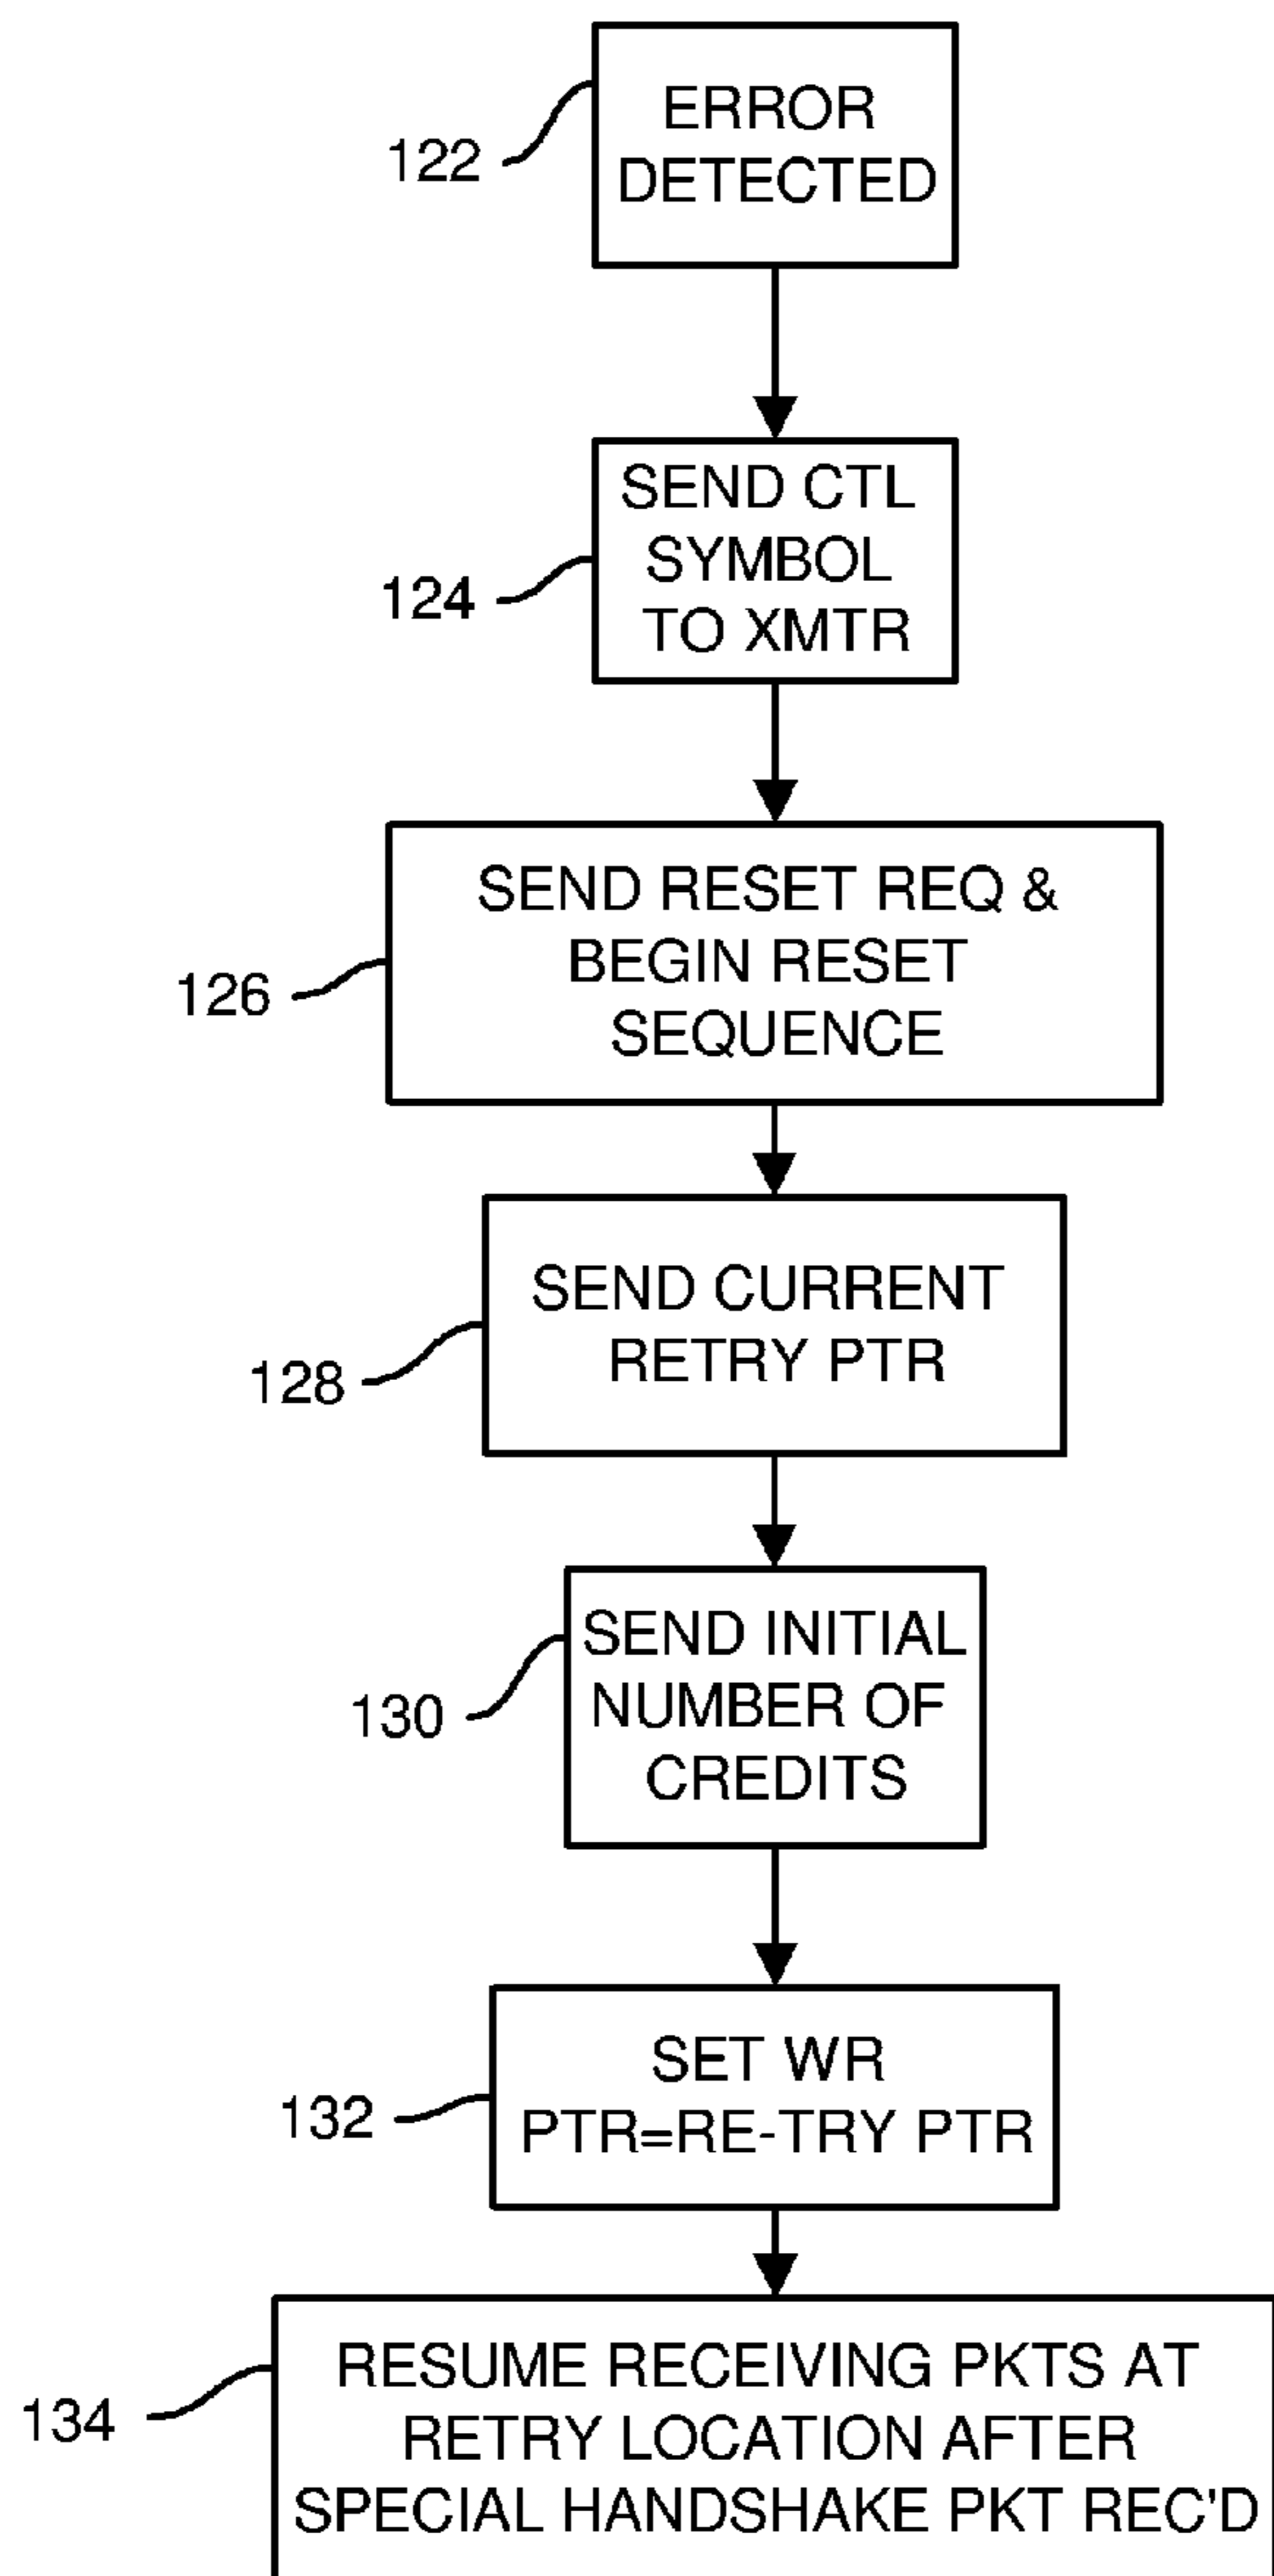 122
ERROR
DETECTED
124
SEND CTL
SYMBOL
TO XMTR
126
SEND RESET REQ &
BEGIN RESET
SEQUENCE
128
SEND CURRENT
RETRY PTR
130
SEND INITIAL
NUMBER OF
CREDITS
132
SET WR
PTR=RE-TRY PTR
134
RESUME RECEIVING PKTS AT
RETRY LOCATION AFTER
SPECIAL HANDSHAKE PKT REC'D